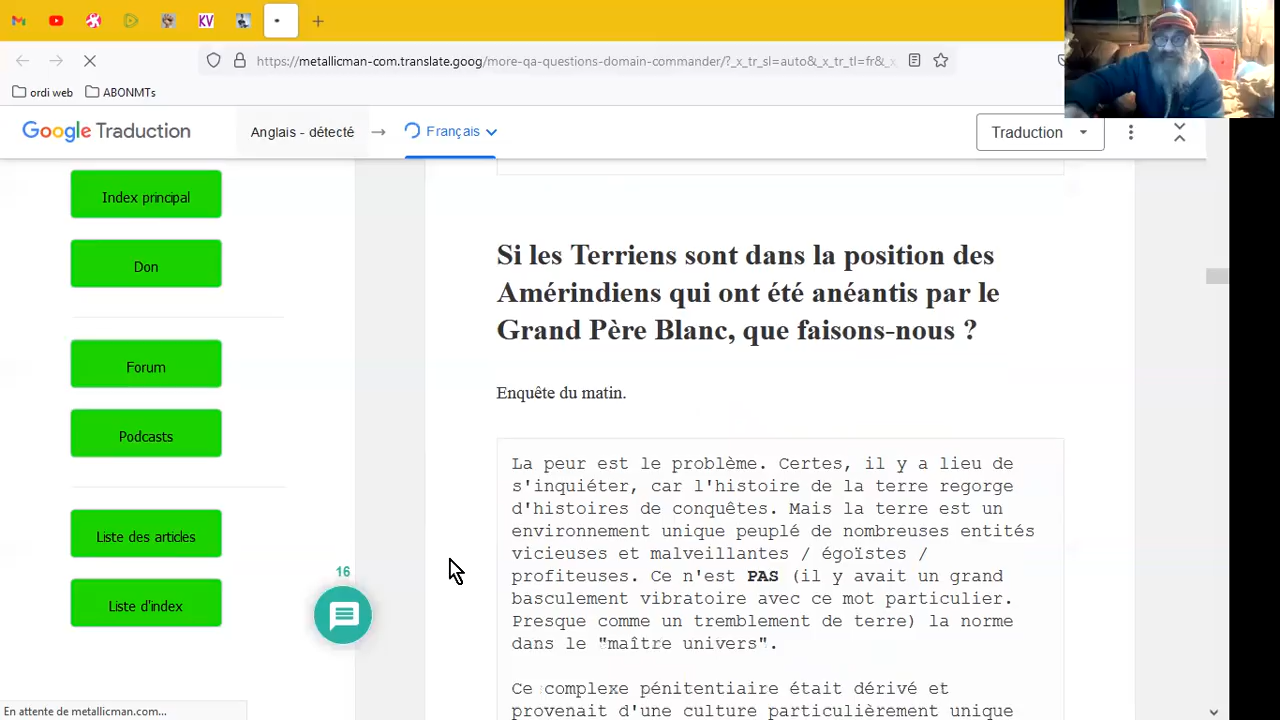 KV
https://metallicman-com.translate.goog/more-qa-questions-domain-commander/?_x_tr_sl=auto&_x_tr_tl=fr&_x
ordi web
ABONMTs
Google Traduction
Anglais - détecté
Français
Traduction
Index principal
Don
Forum
Podcasts
Liste des articles
Liste d'index
16
Si les Terriens sont dans la position des
Amérindiens qui ont été anéantis par le
Grand Père Blanc, que faisons-nous ?
Enquête du matin.
La peur est le problème. Certes, il y a lieu de
s'inquiéter, car l'histoire de la terre regorge
d'histoires de conquêtes. Mais la terre est un
environnement unique peuplé de nombreuses entités
vicieuses et malveillantes / égoïstes /
profiteuses. Ce n'est PAS (il y avait un grand
basculement vibratoire avec ce mot particulier.
Presque comme un tremblement de terre) la norme
dans le "maître univers".
Ce complexe pénitentiaire était dérivé et
provenait d'une culture particulièrement unique
En attente de metallicman.com...